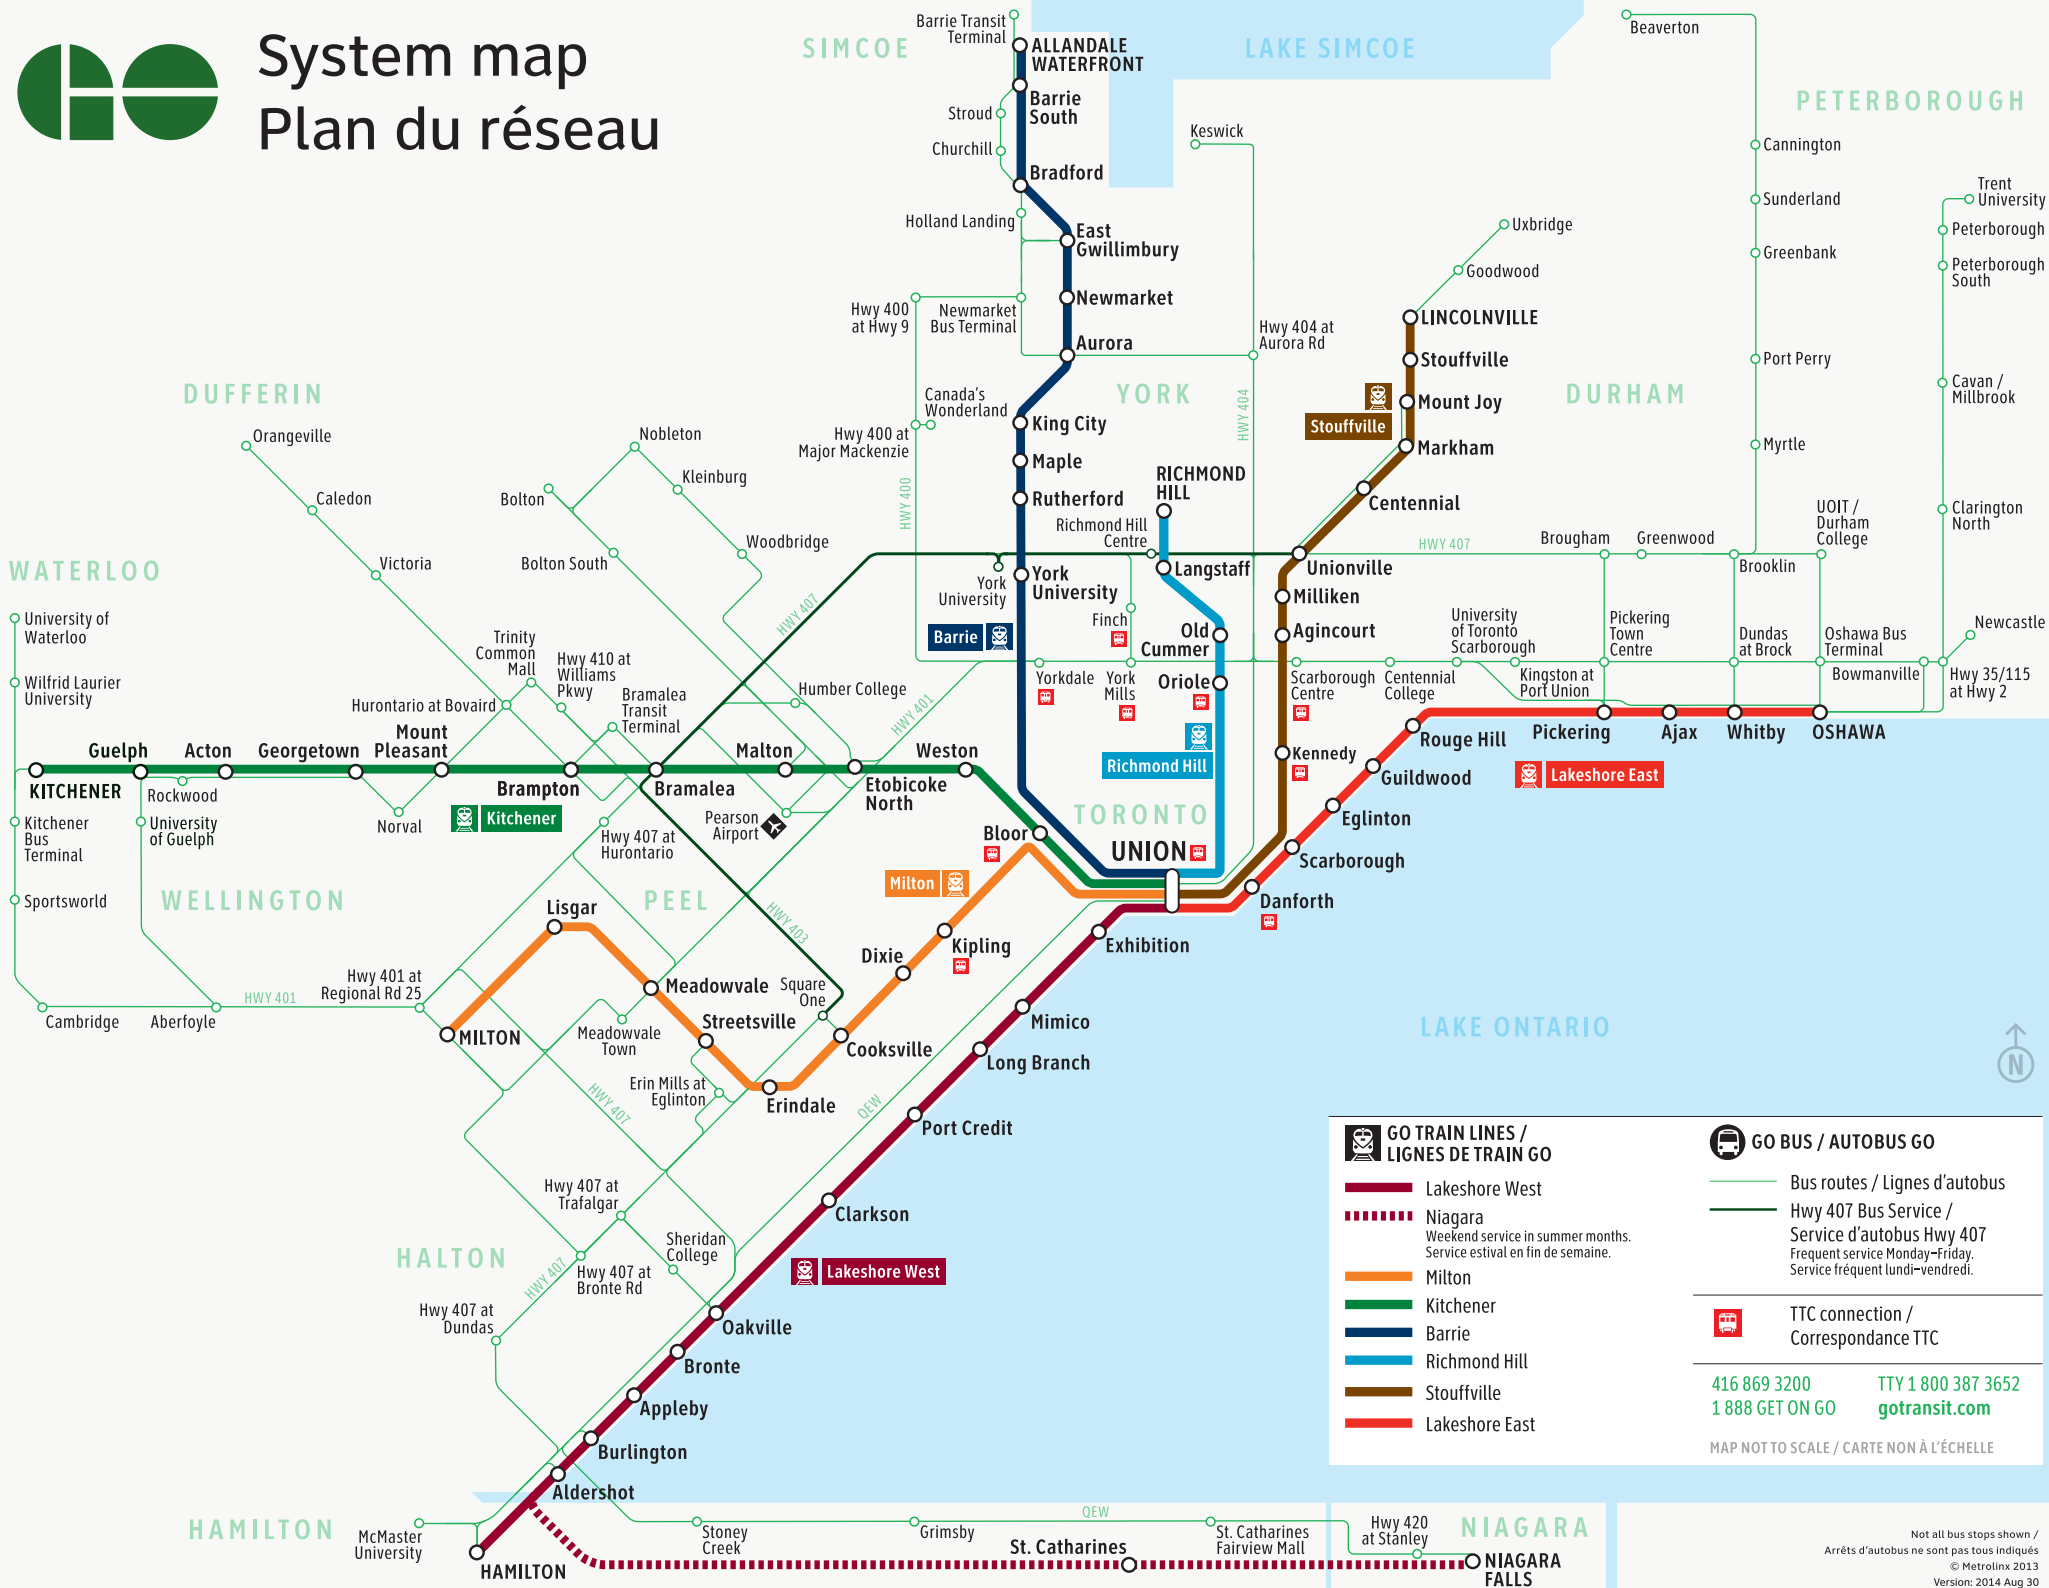 GO
System map
Plan du réseau
SIMCOE
LAKE SIMCOE
PETERBOROUGH
DUFFERIN
YORK
DURHAM
WATERLOO
WELLINGTON
PEEL
TORONTO
HALTON
HAMILTON
NIAGARA
LAKE ONTARIO
Barrie Transit
Terminal
ALLANDALE
WATERFRONT
Barrie
South
Stroud
Churchill
Bradford
Holland Landing
East
Gwillimbury
Newmarket
Hwy 400
at Hwy 9
Newmarket
Bus Terminal
Aurora
Hwy 404 at
Aurora Rd
Keswick
Canada's
Wonderland
Hwy 400 at
Major Mackenzie
King City
Maple
Rutherford
HWY 400
HWY 404
York
University
York
University
Barrie
Beaverton
Cannington
Sunderland
Greenbank
Port Perry
Myrtle
Trent
University
Peterborough
Peterborough
South
Cavan /
Millbrook
Clarington
North
Uxbridge
Goodwood
LINCOLNVILLE
Stouffville
Mount Joy
Stouffville
Markham
Centennial
Unionville
Milliken
Agincourt
Kennedy
RICHMOND
HILL
Richmond Hill
Centre
Langstaff
Finch
Old
Cummer
Oriole
Richmond Hill
Yorkdale
York
Mills
Scarborough
Centre
Centennial
College
University
of Toronto
Scarborough
Kingston at
Port Union
HWY 407
Brougham
Greenwood
Brooklin
UOIT /
Durham
College
Pickering
Town
Centre
Dundas
at Brock
Oshawa Bus
Terminal
Bowmanville
Newcastle
Hwy 35/115
at Hwy 2
Rouge Hill
Pickering
Ajax
Whitby
OSHAWA
Guildwood
Lakeshore East
Eglinton
Scarborough
Danforth
Orangeville
Caledon
Victoria
Nobleton
Kleinburg
Bolton
Bolton South
Woodbridge
HWY 407
Trinity
Common
Mall
Hwy 410 at
Williams
Pkwy
Bramalea
Transit
Terminal
Hurontario at Bovaird
Humber College
HWY 401
University of
Waterloo
Wilfrid Laurier
University
Guelph
Acton
Georgetown
Mount
Pleasant
Malton
Weston
KITCHENER
Rockwood
Brampton
Bramalea
Etobicoke
North
Kitchener
Bus
Terminal
University
of Guelph
Norval
Kitchener
Hwy 407 at
Hurontario
Pearson
Airport
Bloor
UNION
Milton
Sportsworld
Lisgar
HWY 403
Kipling
Dixie
Exhibition
Hwy 401 at
Regional Rd 25
HWY 401
Cambridge
Aberfoyle
MILTON
Meadowvale
Square
One
Streetsville
Meadowvale
Town
Cooksville
Mimico
Long Branch
HWY 407
Erin Mills at
Eglinton
Erindale
QEW
Port Credit
Hwy 407 at
Trafalgar
Clarkson
Sheridan
College
HWY 407
Hwy 407 at
Bronte Rd
Lakeshore West
Hwy 407 at
Dundas
Oakville
Bronte
Appleby
Burlington
Aldershot
McMaster
University
HAMILTON
Stoney
Creek
Grimsby
QEW
St. Catharines
St. Catharines
Fairview Mall
Hwy 420
at Stanley
NIAGARA
FALLS
N
GO TRAIN LINES /
LIGNES DE TRAIN GO
Lakeshore West
Niagara
Weekend service in summer months.
Service estival en fin de semaine.
Milton
Kitchener
Barrie
Richmond Hill
Stouffville
Lakeshore East
GO BUS / AUTOBUS GO
Bus routes / Lignes d'autobus
Hwy 407 Bus Service /
Service d'autobus Hwy 407
Frequent service Monday–Friday.
Service fréquent lundi–vendredi.
TTC connection /
Correspondance TTC
416 869 3200
1 888 GET ON GO
TTY 1 800 387 3652
gotransit.com
MAP NOT TO SCALE / CARTE NON À L'ÉCHELLE
Not all bus stops shown /
Arrêts d'autobus ne sont pas tous indiqués
© Metrolinx 2013
Version: 2014 Aug 30